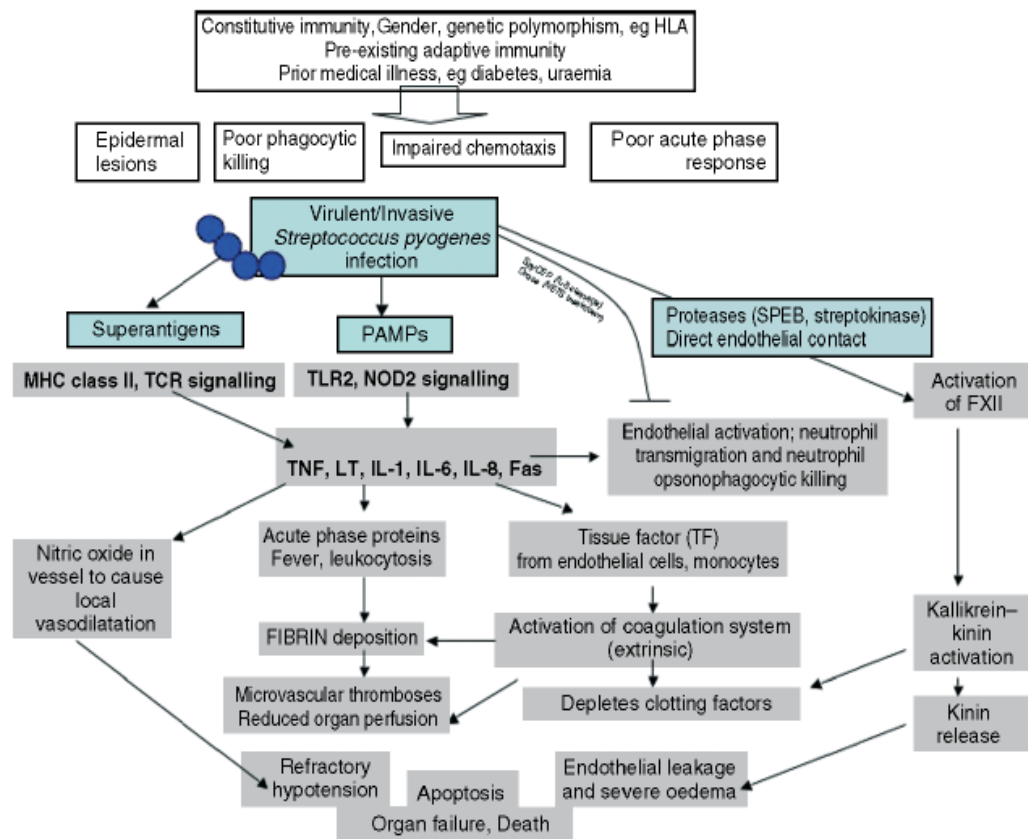 Constitutive immunity, Gender, genetic polymorphism, eg HLA
Pre-existing adaptive immunity
Prior medical illness, eg diabetes, uraemia
Epidermal
lesions
Poor phagocytic
killing
Impaired chemotaxis
Poor acute phase
response
Virulent/Invasive
Streptococcus pyogenes
infection
Superantigens
PAMPs
Proteases (SPEB, streptokinase)
Direct endothelial contact
MHC class II, TCR signalling
TLR2, NOD2 signalling
Activation
of FXII
TNF, LT, IL-1, IL-6, IL-8, Fas
Endothelial activation; neutrophil
transmigration and neutrophil
opsonophagocytic killing
Nitric oxide in
vessel to cause
local
vasodilatation
Acute phase proteins
Fever, leukocytosis
Tissue factor (TF)
from endothelial cells, monocytes
FIBRIN deposition
Activation of coagulation system
(extrinsic)
Kallikrein–
kinin
activation
Microvascular thromboses
Reduced organ perfusion
Depletes clotting factors
Kinin
release
Refractory
hypotension
Apoptosis
Endothelial leakage
and severe oedema
Organ failure, Death